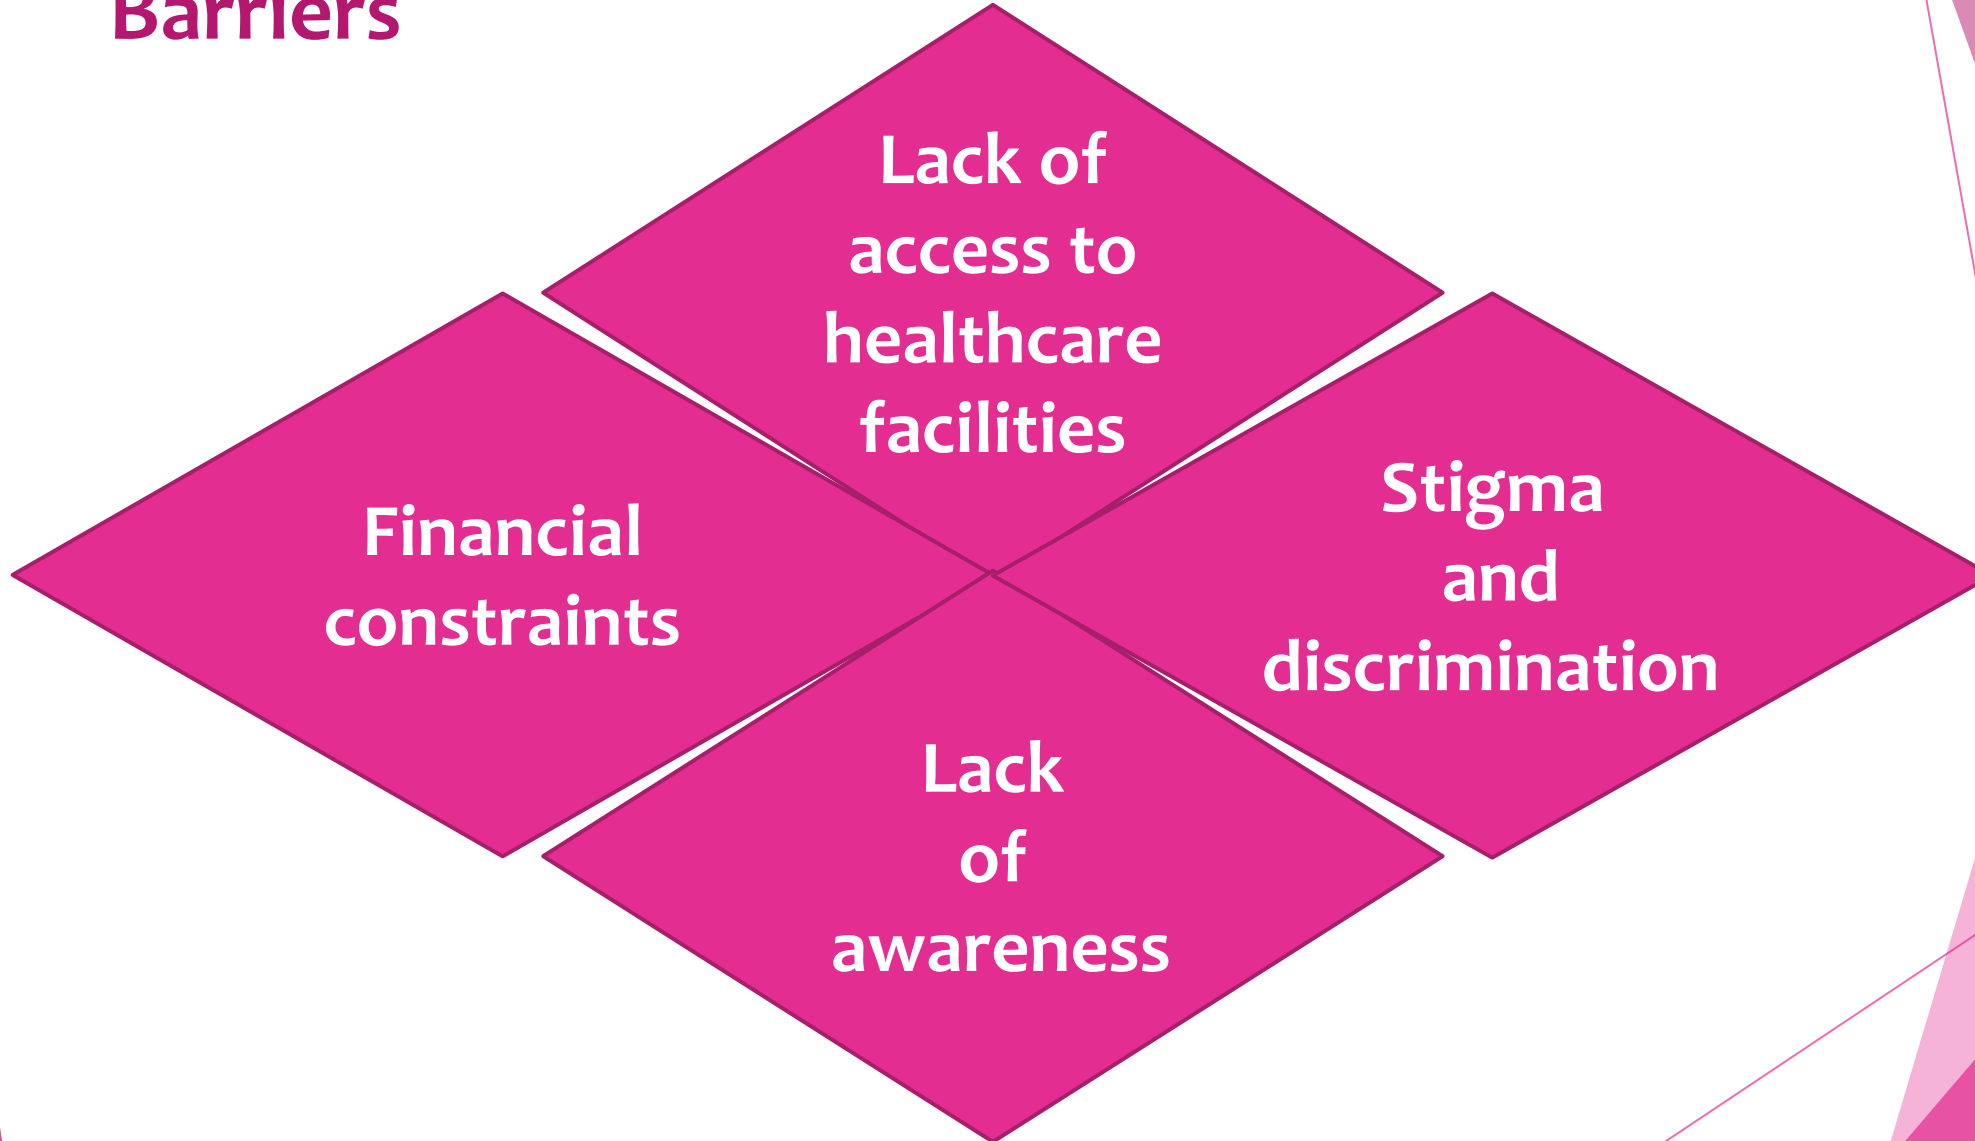 Barriers
Lack of
access to
healthcare
facilities
Financial
constraints
Stigma
and
discrimination
Lack
of
awareness